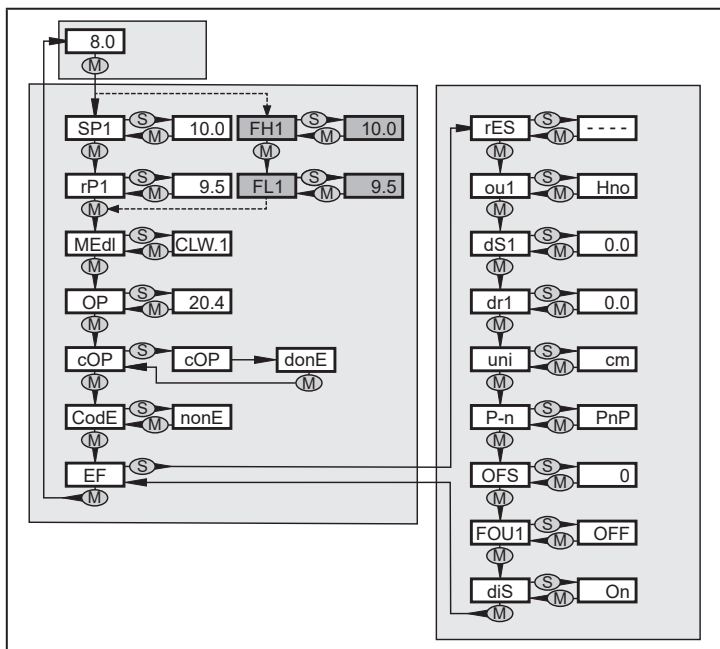 8.0
M
S
SP1
M
10.0
S
FH1
M
10.0
M
M
S
rP1
M
9.5
S
FL1
M
9.5
M
S
MEdI
M
CLW.1
M
S
OP
M
20.4
M
S
cOP
cOP
donE
M
M
S
CodE
M
nonE
M
S
EF
M
S
rES
M
- - - -
M
S
ou1
M
Hno
M
S
dS1
M
0.0
M
S
dr1
M
0.0
M
S
uni
M
cm
M
S
P-n
M
PnP
M
S
OFS
M
0
M
S
FOU1
M
OFF
M
S
diS
M
On
M